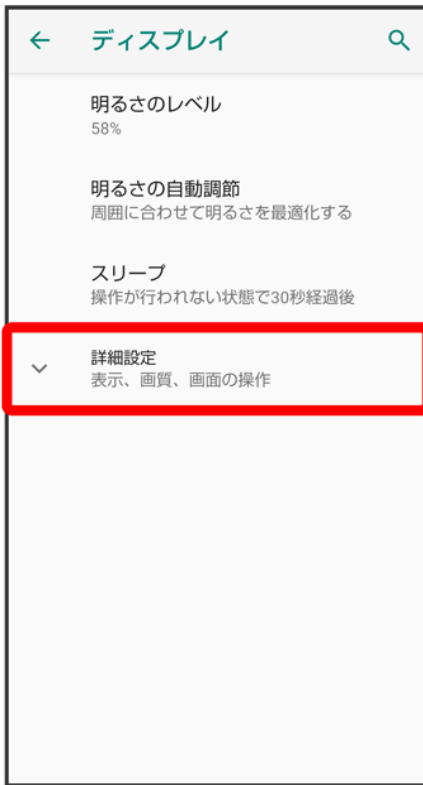 ディスプレイ
明るさのレベル
58%
明るさの自動調節
周囲に合わせて明るさを最適化する
スリープ
操作が行われない状態で30秒経過後
詳細設定
表示、画質、画面の操作